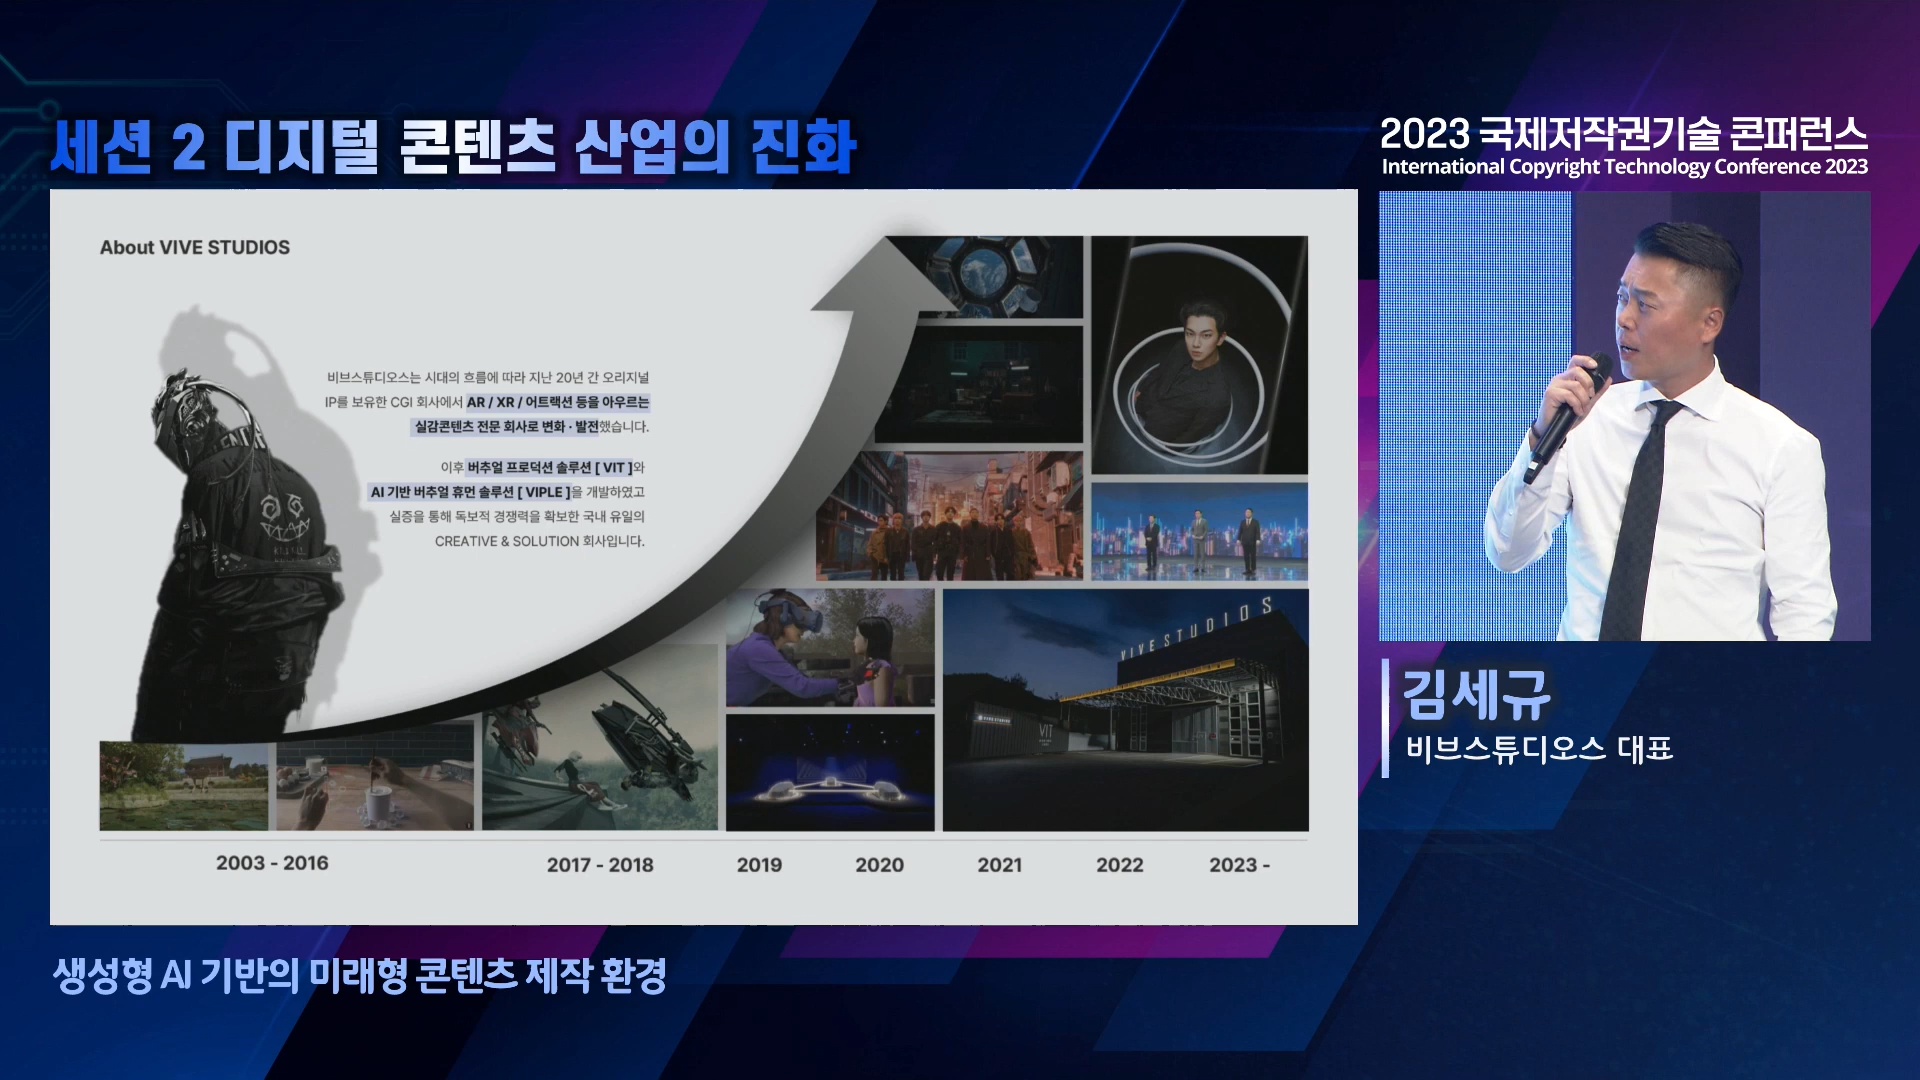 세션 2 디지털 콘텐츠 산업의 진화
2023 국제저작권기술 콘퍼런스
International Copyright Technology Conference 2023
About VIVE STUDIOS
비브스튜디오스는 시대의 흐름에 따라 지난 20년 간 오리지널
IP를 보유한 CGI 회사에서 AR / XR / 어트랙션 등을 아우르는
실감콘텐츠 전문 회사로 변화 · 발전했습니다.
이후 버추얼 프로덕션 솔루션 [ VIT ]와
AI 기반 버추얼 휴먼 솔루션 [ VIPLE ]을 개발하였고
실증을 통해 독보적 경쟁력을 확보한 국내 유일의
CREATIVE & SOLUTION 회사입니다.
VIVE STUDIOS
VIT
2003 - 2016
2017 - 2018
2019
2020
2021
2022
2023 -
김세규
비브스튜디오스 대표
생성형 AI 기반의 미래형 콘텐츠 제작 환경